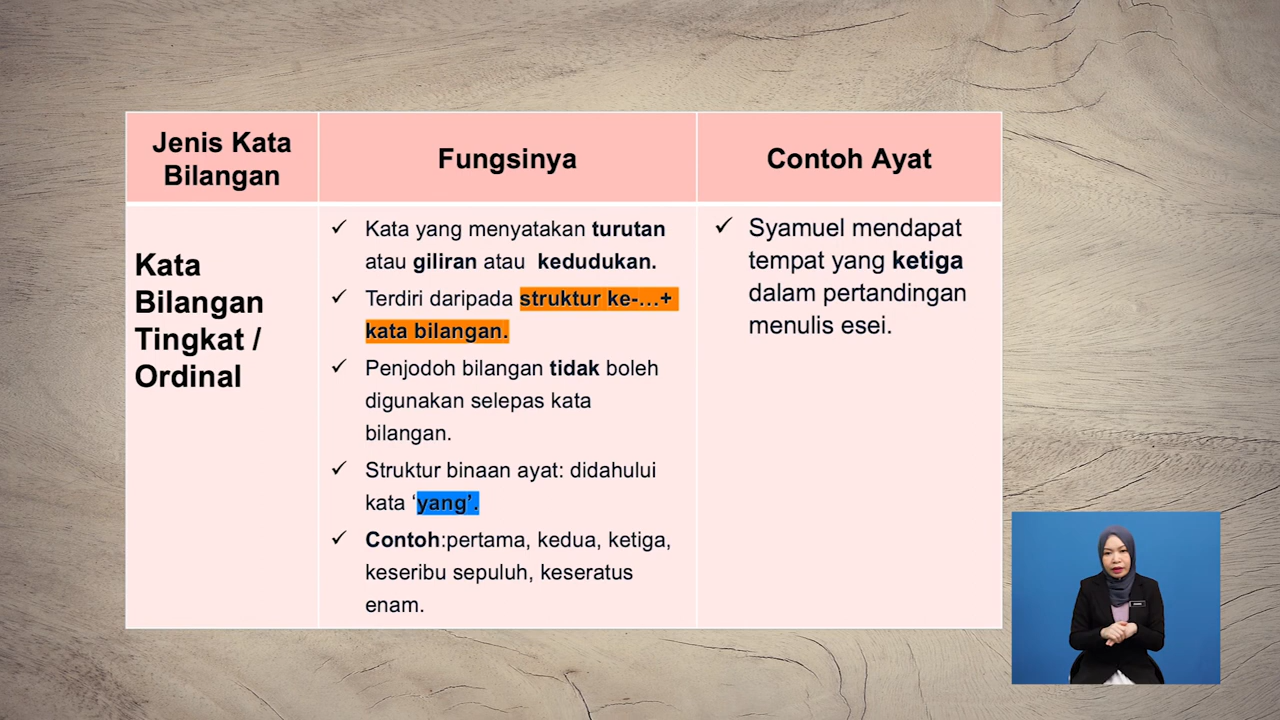 Jenis Kata
Bilangan
Fungsinya
Contoh Ayat
Kata
Bilangan
Tingkat /
Ordinal
✓ Kata yang menyatakan turutan
atau giliran atau kedudukan.
✓ Terdiri daripada struktur ke-...+
kata bilangan.
✓ Penjodoh bilangan tidak boleh
digunakan selepas kata
bilangan.
✓ Struktur binaan ayat: didahului
kata ‘yang’.
✓ Contoh:pertama, kedua, ketiga,
keseribu sepuluh, keseratus
enam.
✓ Syamuel mendapat
tempat yang ketiga
dalam pertandingan
menulis esei.